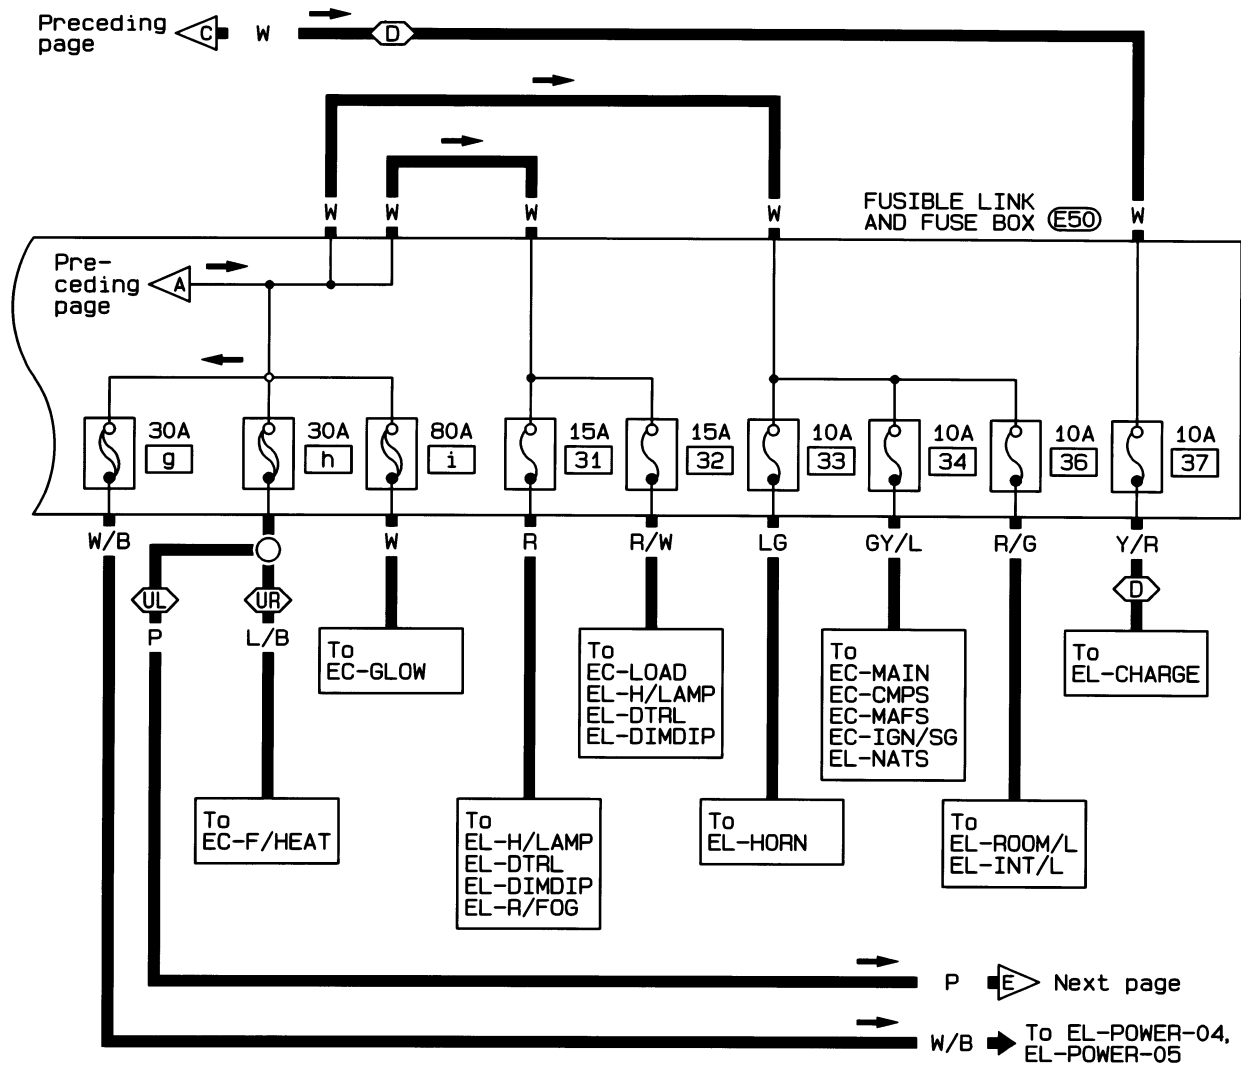 Preceding
page
C
W
D
W
W
W
W
FUSIBLE LINK
AND FUSE BOX E50
W
Pre-
ceding
page
A
30A
g
30A
h
80A
i
15A
31
15A
32
10A
33
10A
34
10A
36
10A
37
W/B
W
R
R/W
LG
GY/L
R/G
Y/R
UL
UR
D
P
L/B
To
EC-GLOW
To
EC-LOAD
EL-H/LAMP
EL-DTRL
EL-DIMDIP
To
EC-MAIN
EC-CMPS
EC-MAFS
EC-IGN/SG
EL-NATS
To
EL-CHARGE
To
EC-F/HEAT
To
EL-H/LAMP
EL-DTRL
EL-DIMDIP
EL-R/FOG
To
EL-HORN
To
EL-ROOM/L
EL-INT/L
P
E
Next page
W/B
To EL-POWER-04,
EL-POWER-05